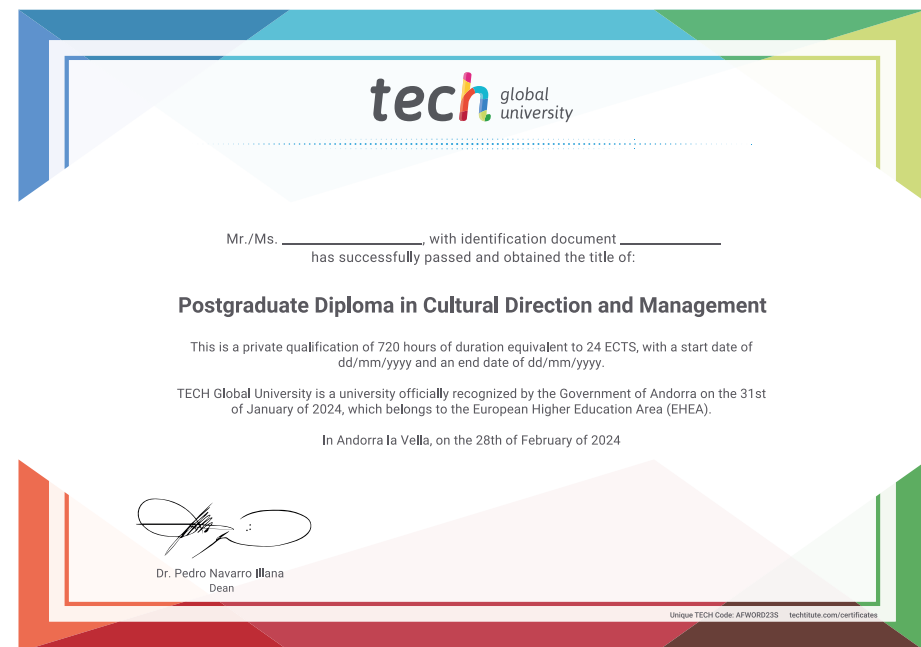 tech global
university
Mr./Ms. ____________________, with identification document ______________
has successfully passed and obtained the title of:
Postgraduate Diploma in Cultural Direction and Management
This is a private qualification of 720 hours of duration equivalent to 24 ECTS, with a start date of
dd/mm/yyyy and an end date of dd/mm/yyyy.
TECH Global University is a university officially recognized by the Government of Andorra on the 31st
of January of 2024, which belongs to the European Higher Education Area (EHEA).
In Andorra la Vella, on the 28th of February of 2024
Dr. Pedro Navarro Illana
Dean
Unique TECH Code: AFWORD23S techtitute.com/certificates